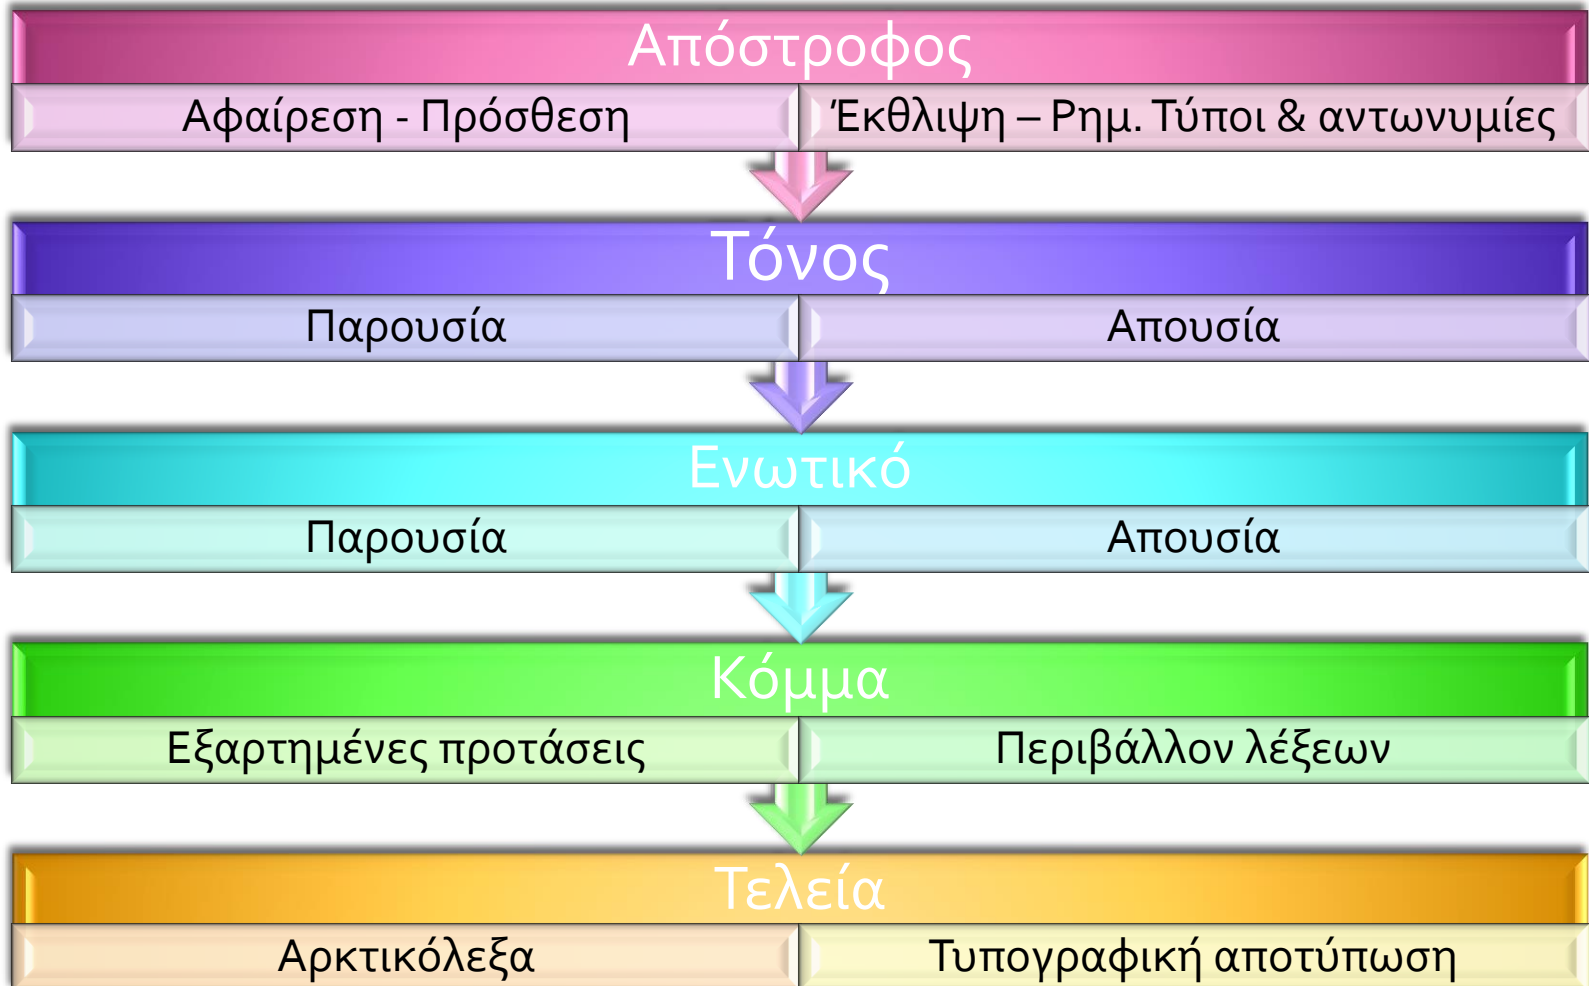 Απόστροφος
Αφαίρεση - Πρόσθεση
Έκθλιψη – Ρημ. Τύποι & αντωνυμίες
Τόνος
Παρουσία
Απουσία
Ενωτικό
Παρουσία
Απουσία
Κόμμα
Εξαρτημένες προτάσεις
Περιβάλλον λέξεων
Τελεία
Αρκτικόλεξα
Τυπογραφική αποτύπωση